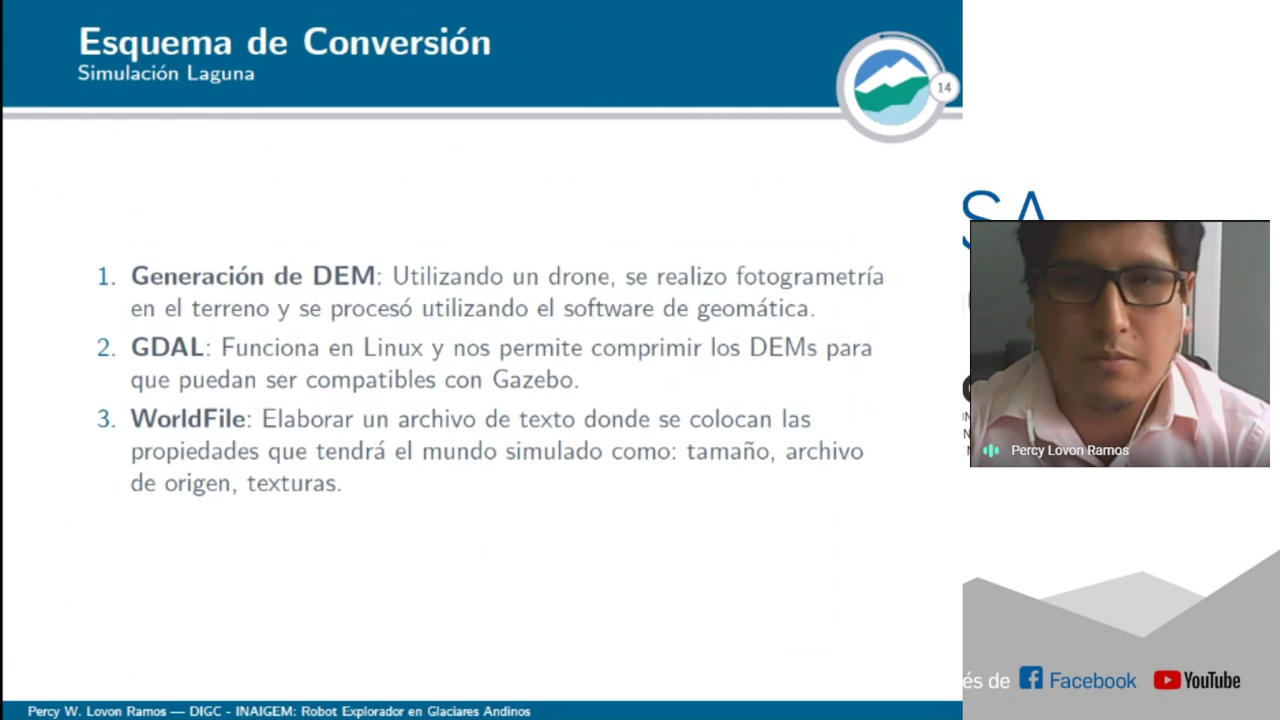 Esquema de Conversión
Simulación Laguna
14
1. Generación de DEM: Utilizando un drone, se realizo fotogrametría
en el terreno y se procesó utilizando el software de geomática.
2. GDAL: Funciona en Linux y nos permite comprimir los DEMs para
que puedan ser compatibles con Gazebo.
3. WorldFile: Elaborar un archivo de texto donde se colocan las
propiedades que tendrá el mundo simulado como: tamaño, archivo
de origen, texturas.
Percy W. Lovon Ramos — DIGC - INAIGEM: Robot Explorador en Glaciares Andinos
SA
Percy Lovon Ramos
és de Facebook YouTube